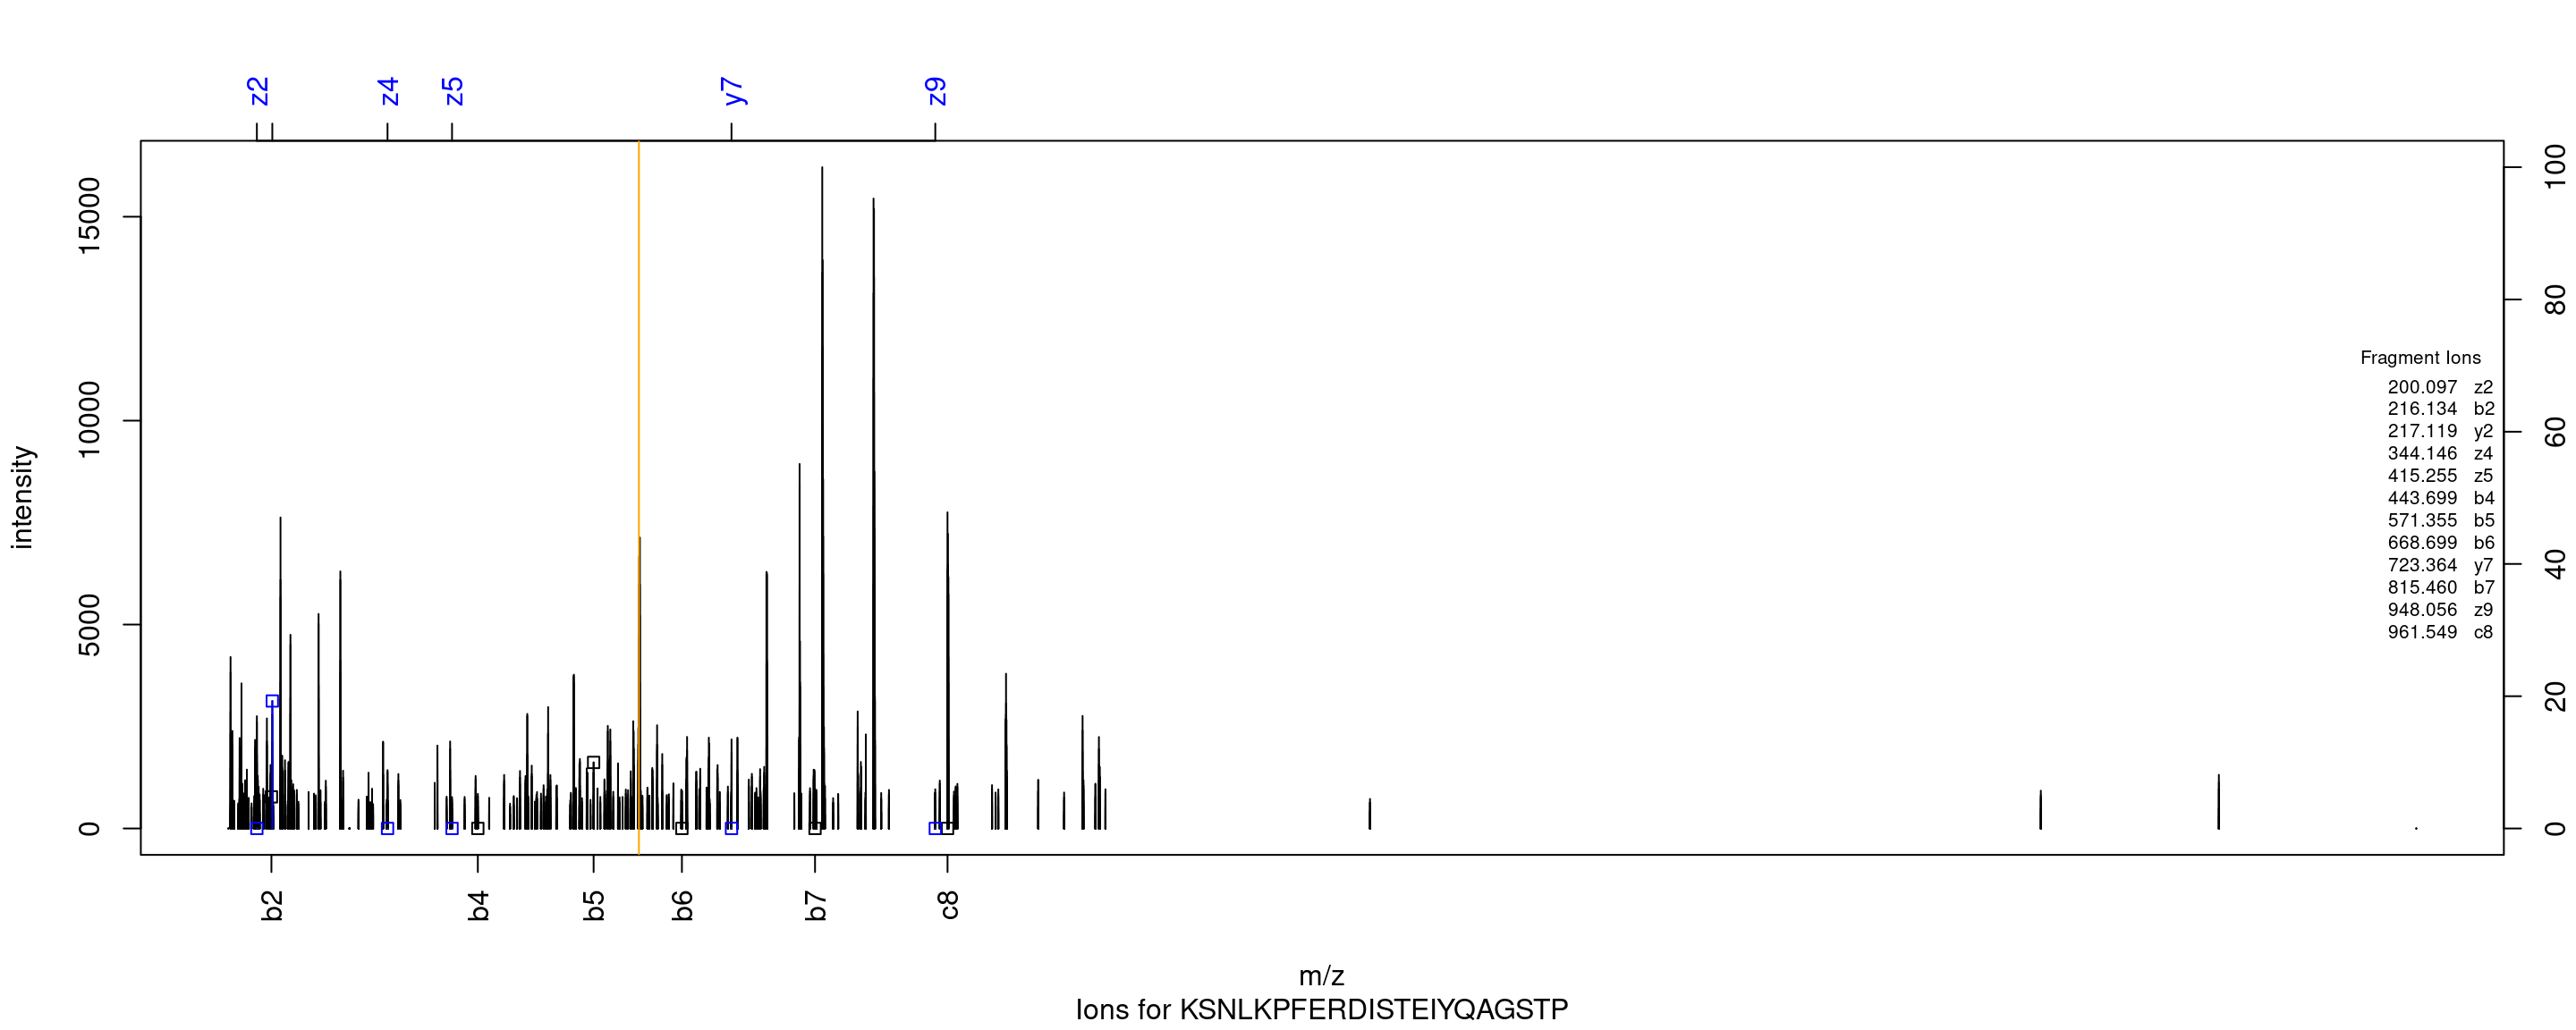 z2 z4 z5 y7 z9
intensity
0 5000 10000 15000
0 20 40 60 80 100
Fragment Ions
200.097 z2
216.134 b2
217.119 y2
344.146 z4
415.255 z5
443.699 b4
571.355 b5
668.699 b6
723.364 y7
815.460 b7
948.056 z9
961.549 c8
b2 b4 b5 b6 b7 c8
m/z
Ions for KSNLKPFERDISTEIYQAGSTP